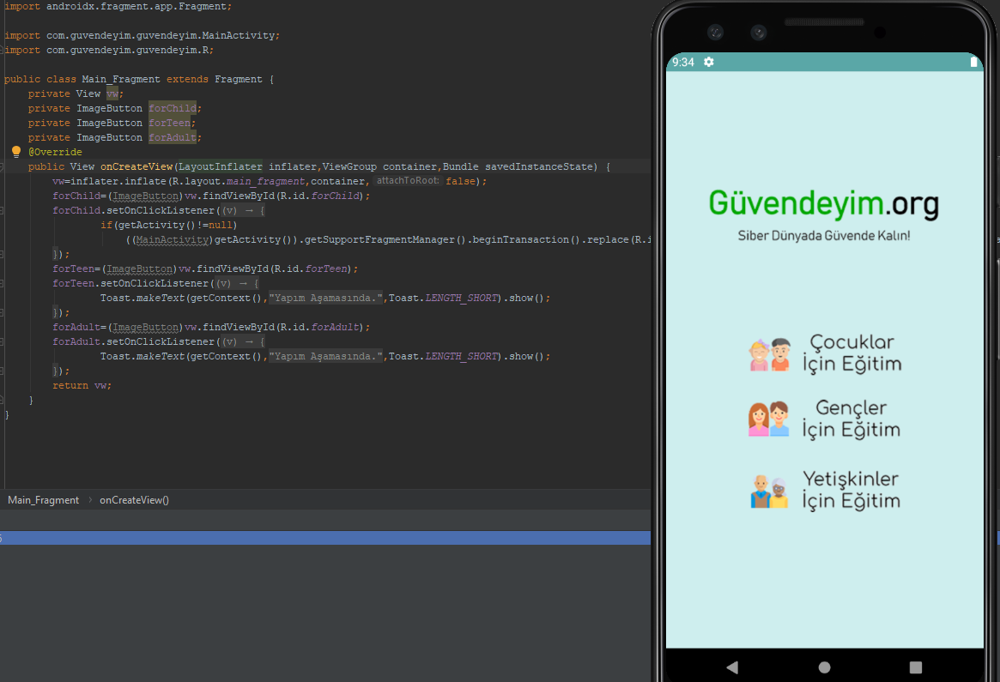 import androidx.fragment.app.Fragment;
import com.guvendeyim.guvendeyim.MainActivity;
import com.guvendeyim.guvendeyim.R;
public class Main_Fragment extends Fragment {
private View vw;
private ImageButton forChild;
private ImageButton forTeen;
private ImageButton forAdult;
@Override
public View onCreateView(LayoutInflater inflater,ViewGroup container,Bundle savedInstanceState) {
vw=inflater.inflate(R.layout.main_fragment,container, attachToRoot: false);
forChild=(ImageButton)vw.findViewById(R.id.forChild);
forChild.setOnClickListener((v) → {
if(getActivity()!=null)
((MainActivity)getActivity()).getSupportFragmentManager().beginTransaction().replace(R.i
});
forTeen=(ImageButton)vw.findViewById(R.id.forTeen);
forTeen.setOnClickListener((v) → {
Toast.makeText(getContext(),"Yapım Aşamasında.",Toast.LENGTH_SHORT).show();
});
forAdult=(ImageButton)vw.findViewById(R.id.forAdult);
forAdult.setOnClickListener((v) → {
Toast.makeText(getContext(),"Yapım Aşamasında.",Toast.LENGTH_SHORT).show();
});
return vw;
}
}
Main_Fragment › onCreateView()
9:34
Güvendeyim.org
Siber Dünyada Güvende Kalın!
Çocuklar
İçin Eğitim
Gençler
İçin Eğitim
Yetişkinler
İçin Eğitim